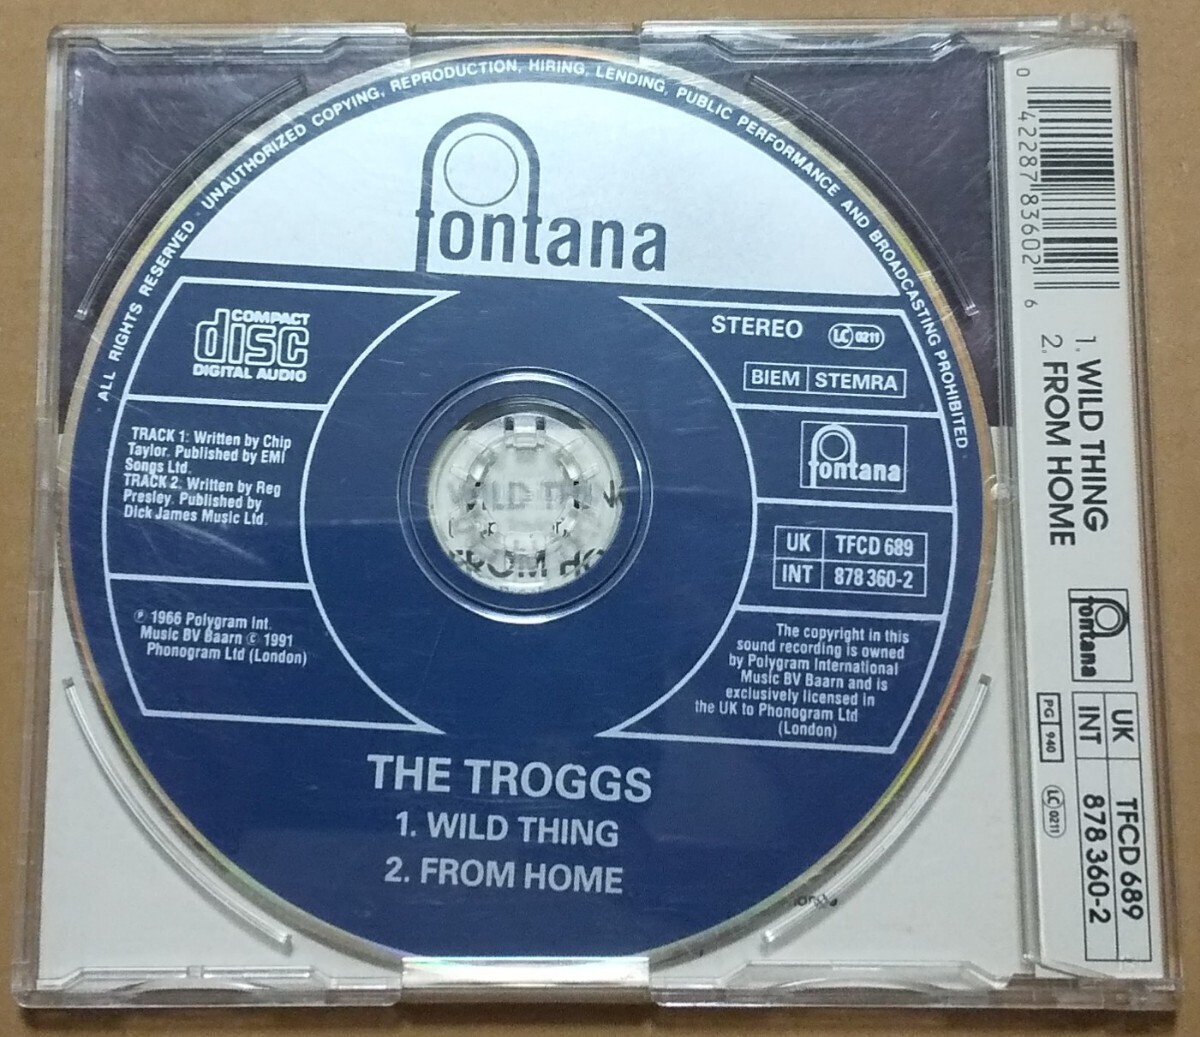 ALL RIGHTS RESERVED · UNAUTHORIZED COPYING, REPRODUCTION, HIRING, LENDING, PUBLIC PERFORMANCE AND BROADCASTING PROHIBITED ·
fontana
COMPACT
disc
DIGITAL AUDIO
STEREO
LC 0211
BIEM STEMRA
fontana
TRACK 1: Written by Chip
Taylor. Published by EMI
Songs Ltd.
TRACK 2: Written by Reg
Presley. Published by
Dick James Music Ltd.
UK TFCD 689
INT 878 360-2
℗ 1966 Polygram Int.
Music BV Baarn © 1991
Phonogram Ltd (London)
The copyright in this
sound recording is owned
by Polygram International
Music BV Baarn and is
exclusively licensed in
the UK to Phonogram Ltd
(London)
WILD THING
FROM HO
THE TROGGS
1. WILD THING
2. FROM HOME
0 42287 83602 6
1. WILD THING
2. FROM HOME
fontana
PG 940
LC 0211
UK TFCD 689
INT 878 360-2